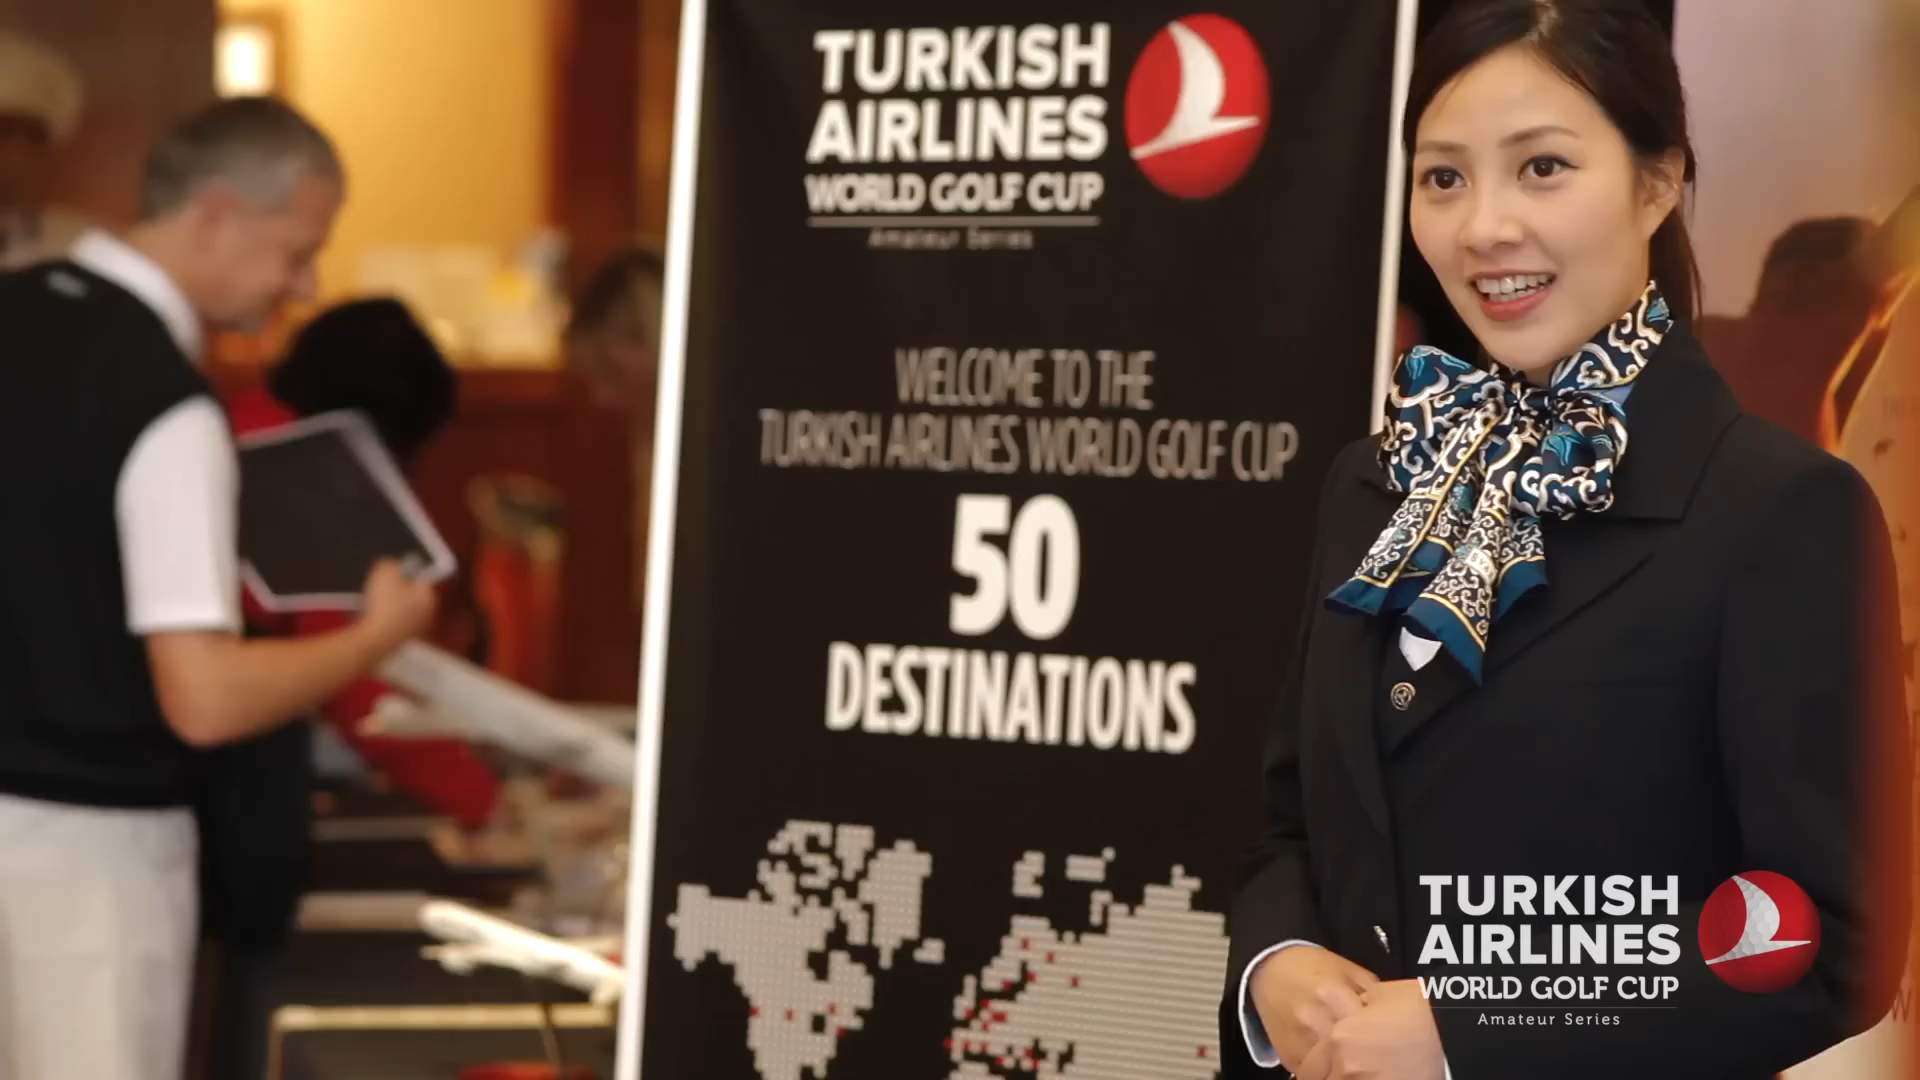 TURKISH
AIRLINES
WORLD GOLF CUP
Amateur Series
WELCOME TO THE
TURKISH AIRLINES WORLD GOLF CUP
50
DESTINATIONS
TURKISH
AIRLINES
WORLD GOLF CUP
Amateur Series